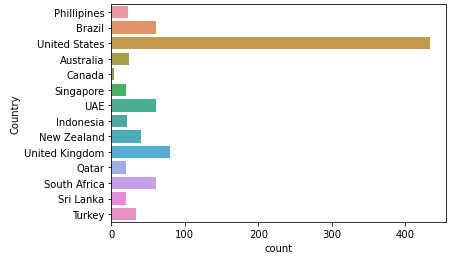 Phillipines
Brazil
United States
Australia
Canada
Singapore
UAE
Indonesia
New Zealand
United Kingdom
Qatar
South Africa
Sri Lanka
Turkey
Country
0 100 200 300 400
count